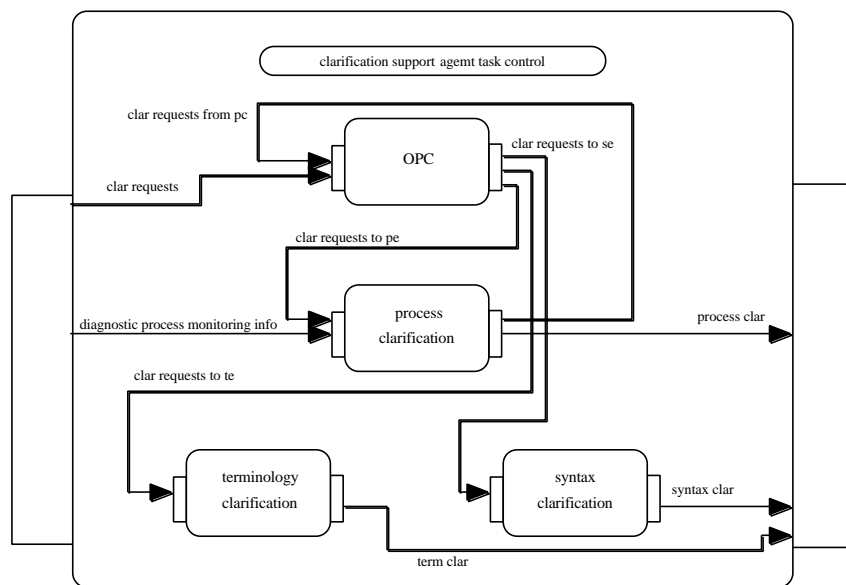 clarification support agemt task control
clar requests from pc
OPC
clar requests to se
clar requests
clar requests to pe
process
clarification
diagnostic process monitoring info
process clar
clar requests to te
terminology
clarification
syntax
clarification
syntax clar
term clar